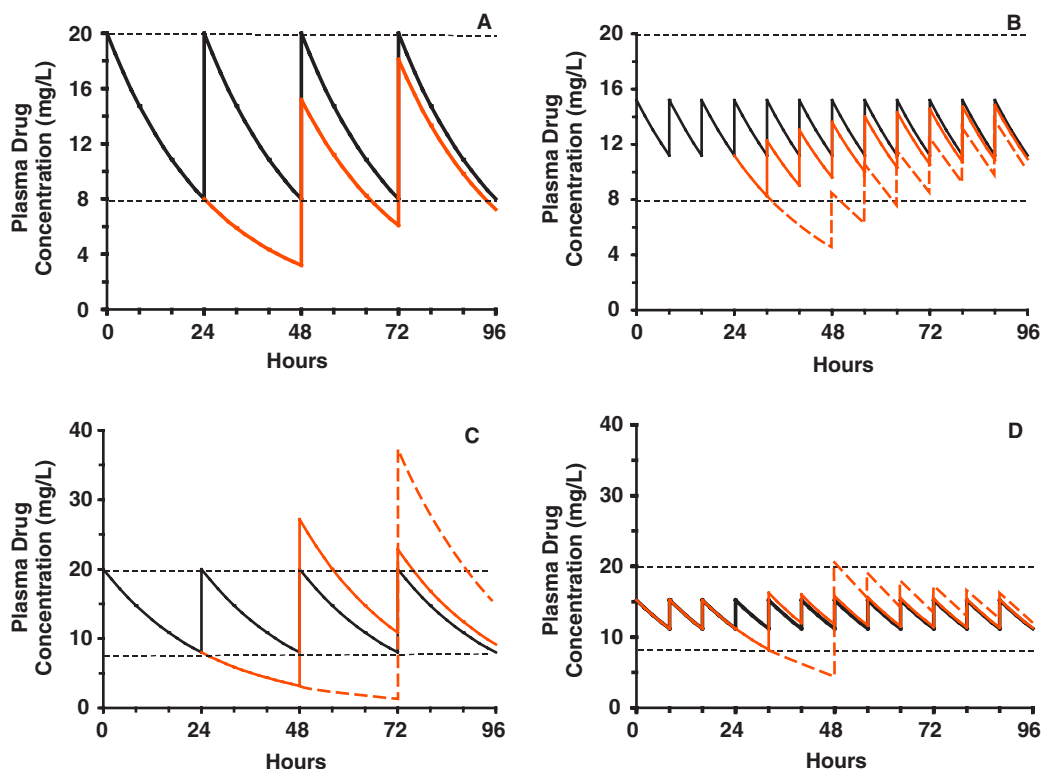 A
20
16
12
8
4
0
Plasma Drug
Concentration (mg/L)
0 24 48 72 96
Hours
B
20
16
12
8
4
0
Plasma Drug
Concentration (mg/L)
0 24 48 72 96
Hours
C
40
30
20
10
0
Plasma Drug
Concentration (mg/L)
0 24 48 72 96
Hours
D
40
30
20
10
0
Plasma Drug
Concentration (mg/L)
0 24 48 72 96
Hours